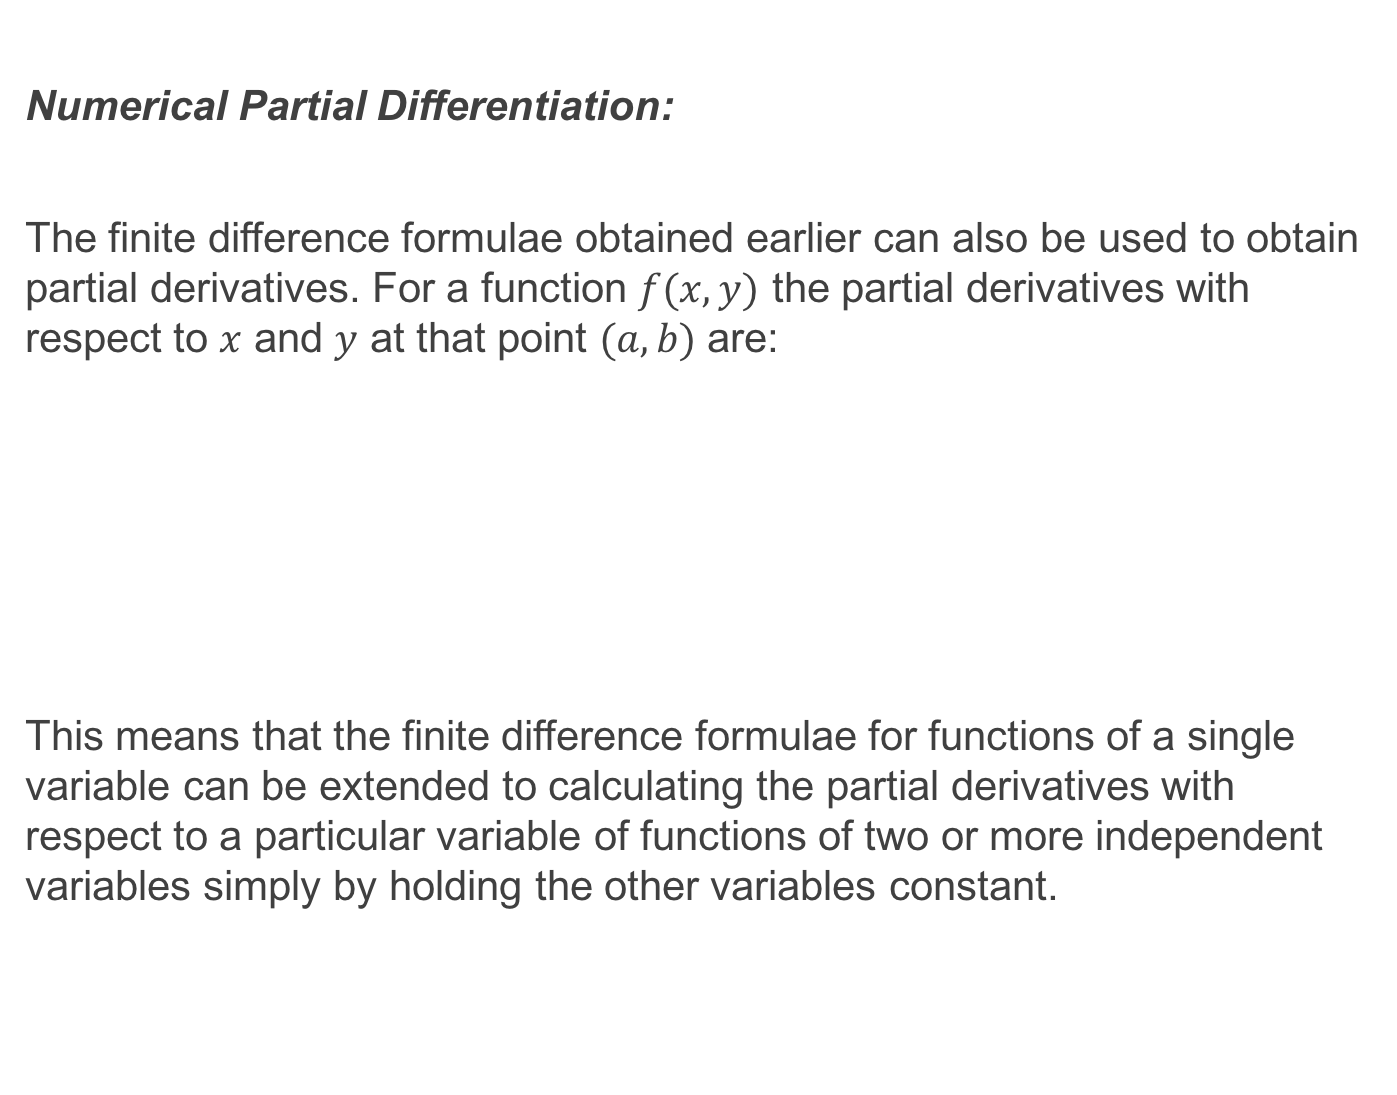 Numerical Partial Differentiation:
The finite difference formulae obtained earlier can also be used to obtain
partial derivatives. For a function f(x, y) the partial derivatives with
respect to x and y at that point (a, b) are:
This means that the finite difference formulae for functions of a single
variable can be extended to calculating the partial derivatives with
respect to a particular variable of functions of two or more independent
variables simply by holding the other variables constant.